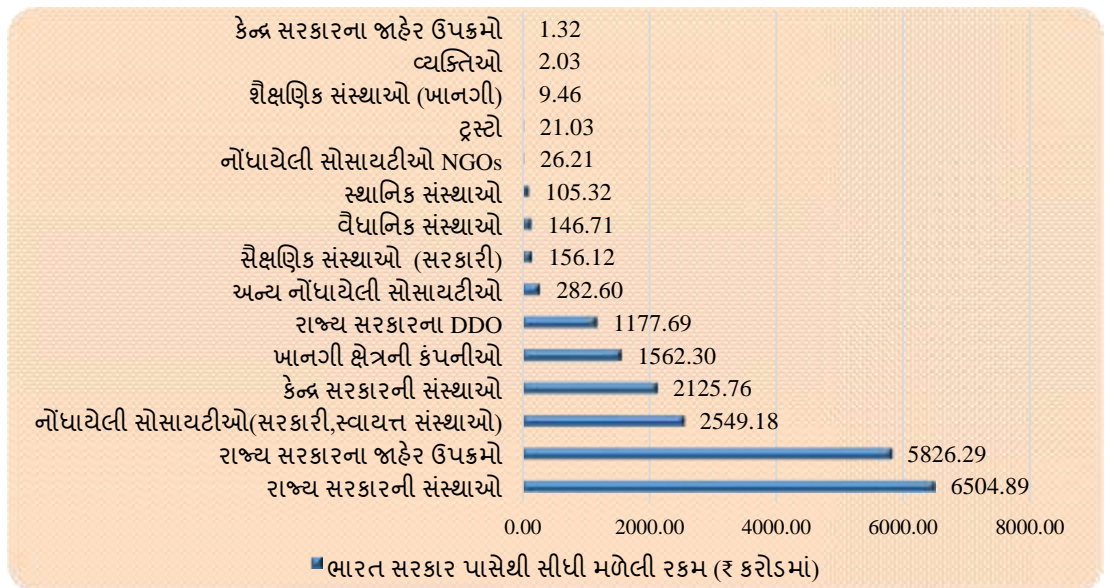 કેન્દ્ર સરકારના જાહેર ઉપક્રમો 1.32
વ્યક્તિઓ 2.03
શૈક્ષણિક સંસ્થાઓ (ખાનગી) 9.46
ટ્રસ્ટો 21.03
નોંધાયેલી સોસાયટીઓ NGOs 26.21
સ્થાનિક સંસ્થાઓ 105.32
વૈધાનિક સંસ્થાઓ 146.71
સૈક્ષણિક સંસ્થાઓ (સરકારી) 156.12
અન્ય નોંધાયેલી સોસાયટીઓ 282.60
રાજ્ય સરકારના DDO 1177.69
ખાનગી ક્ષેત્રની કંપનીઓ 1562.30
કેન્દ્ર સરકારની સંસ્થાઓ 2125.76
નોંધાયેલી સોસાયટીઓ(સરકારી,સ્વાયત્ત સંસ્થાઓ) 2549.18
રાજ્ય સરકારના જાહેર ઉપક્રમો 5826.29
રાજ્ય સરકારની સંસ્થાઓ 6504.89
0.00 2000.00 4000.00 6000.00 8000.00
ભારત સરકાર પાસેથી સીધી મળેલી રકમ (₹ કરોડમાં)